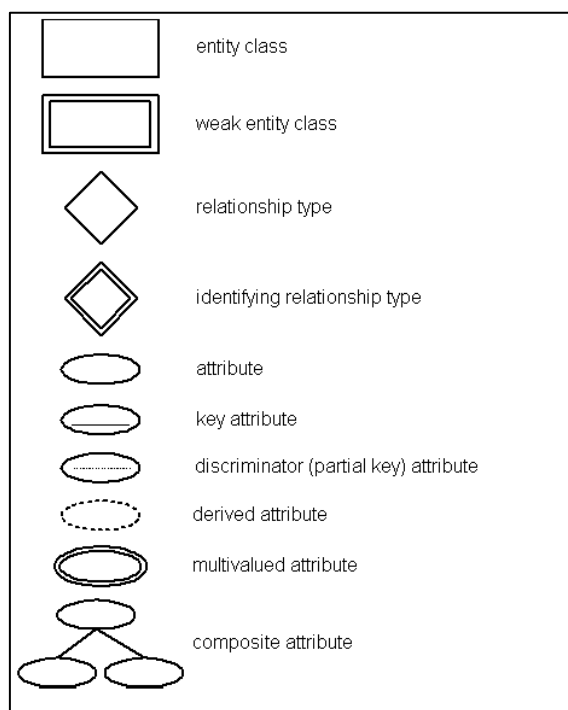 entity class
weak entity class
relationship type
identifying relationship type
attribute
key attribute
discriminator (partial key) attribute
derived attribute
multivalued attribute
composite attribute